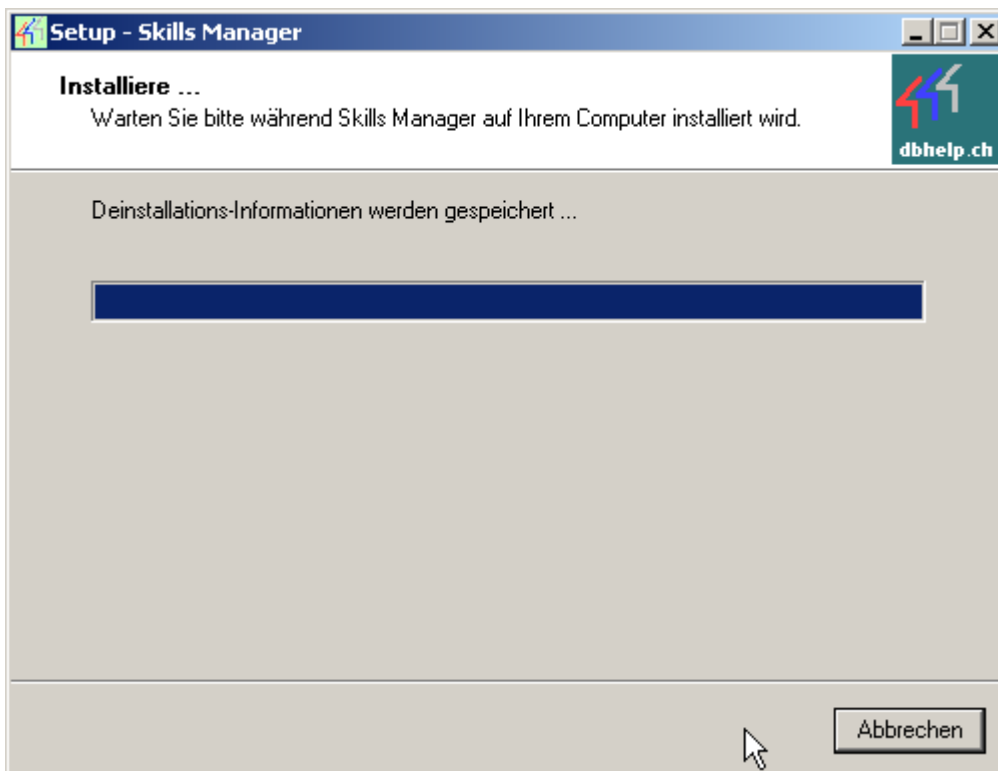 Setup - Skills Manager
Installiere ...
Warten Sie bitte während Skills Manager auf Ihrem Computer installiert wird.
dbhelp.ch
Deinstallations-Informationen werden gespeichert ...
Abbrechen